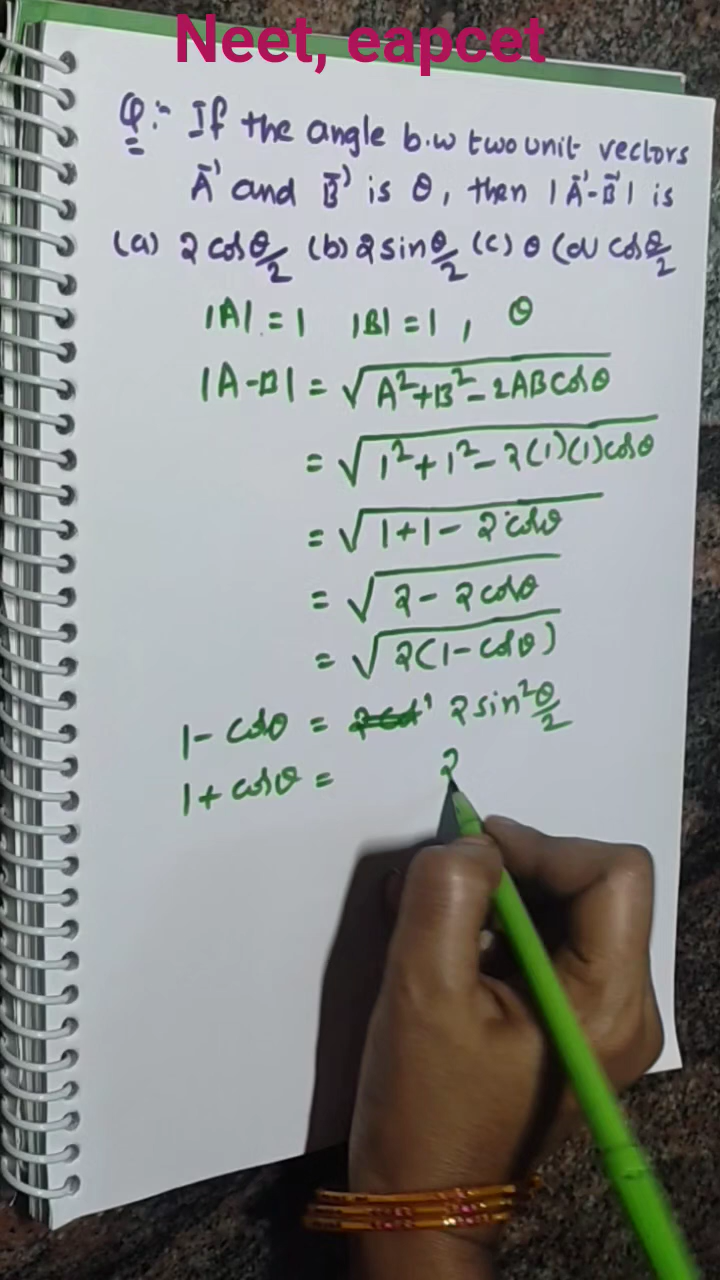 Neet, eapcet
Q:- If the angle b.w two unit vectors
A⃗ and B⃗ is θ, then |A⃗-B⃗| is
(a) 2cosθ/2 (b) 2sinθ/2 (c) θ (d) cosθ/2
|A| = 1 |B| = 1, θ
|A-B| = √(A²+B²-2ABcosθ)
= √(1²+1²-2(1)(1)cosθ)
= √(1+1-2cosθ)
= √(2-2cosθ)
= √(2(1-cosθ))
1-cosθ = 2sin²θ/2
1+cosθ = 2